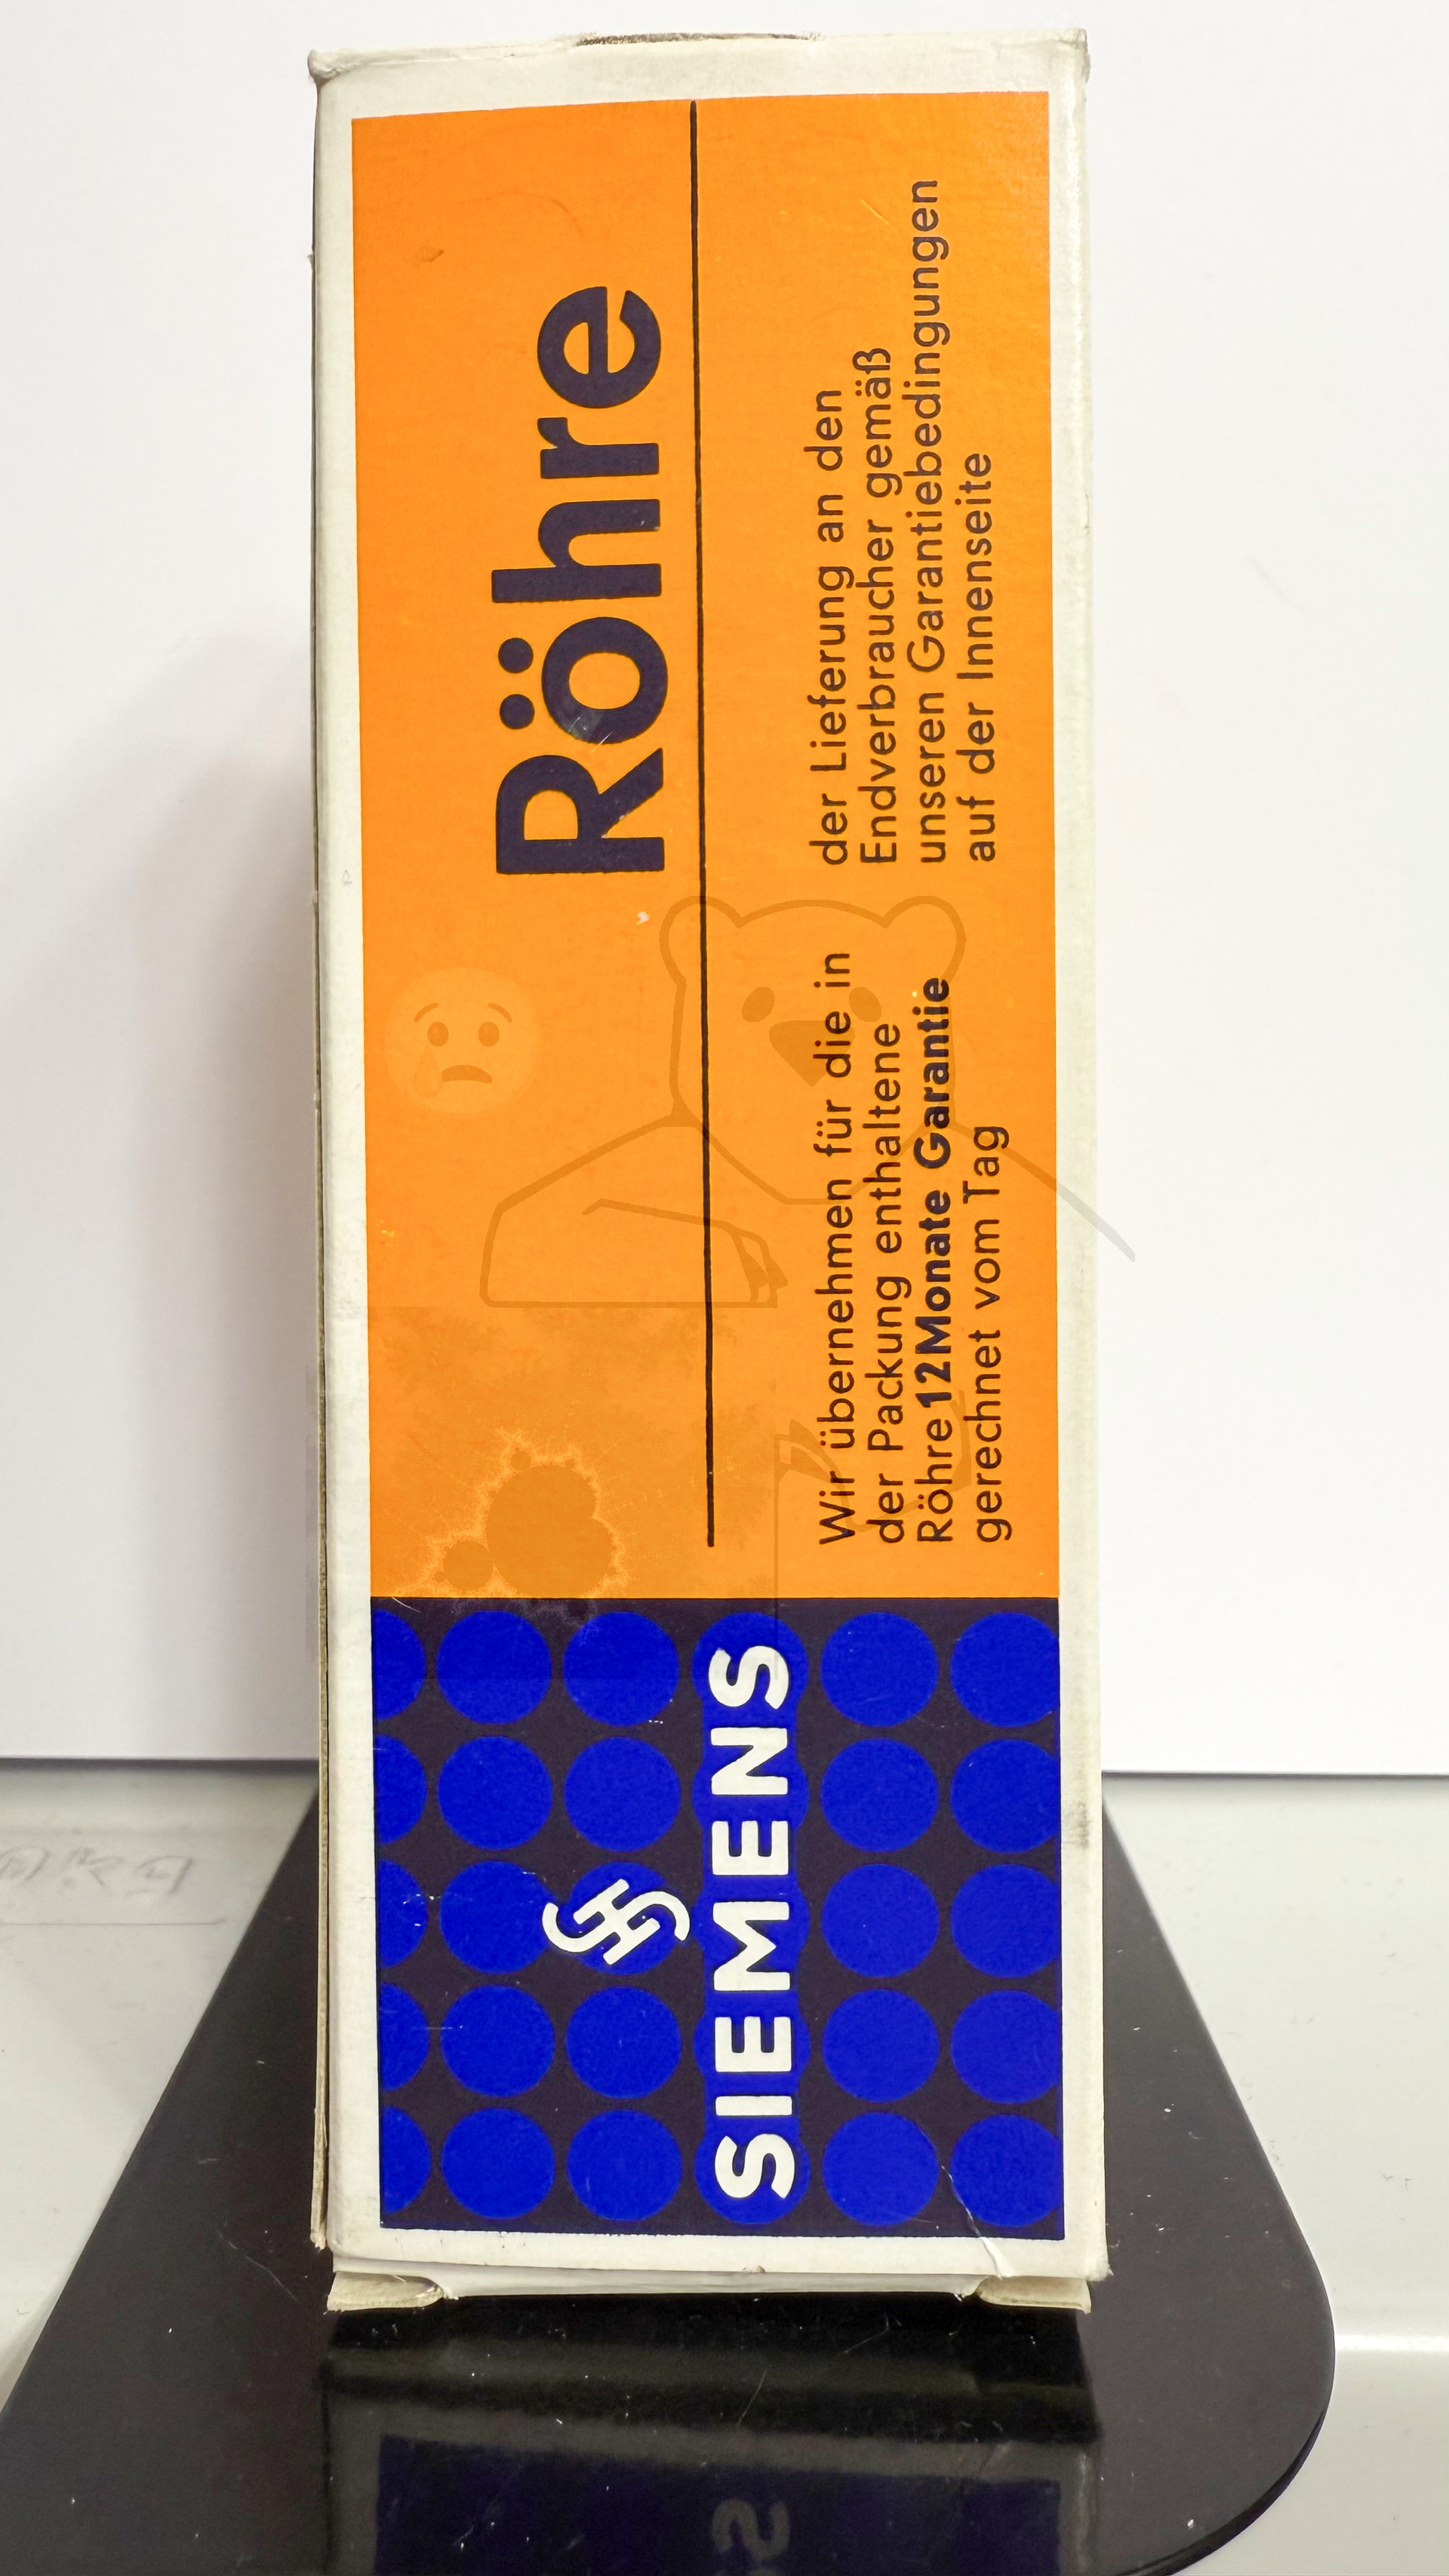 Röhre
Wir übernehmen für die in
der Packung enthaltene
Röhre 12 Monate Garantie
gerechnet vom Tag
der Lieferung an den
Endverbraucher gemäß
unseren Garantiebedingungen
auf der Innenseite
SIEMENS